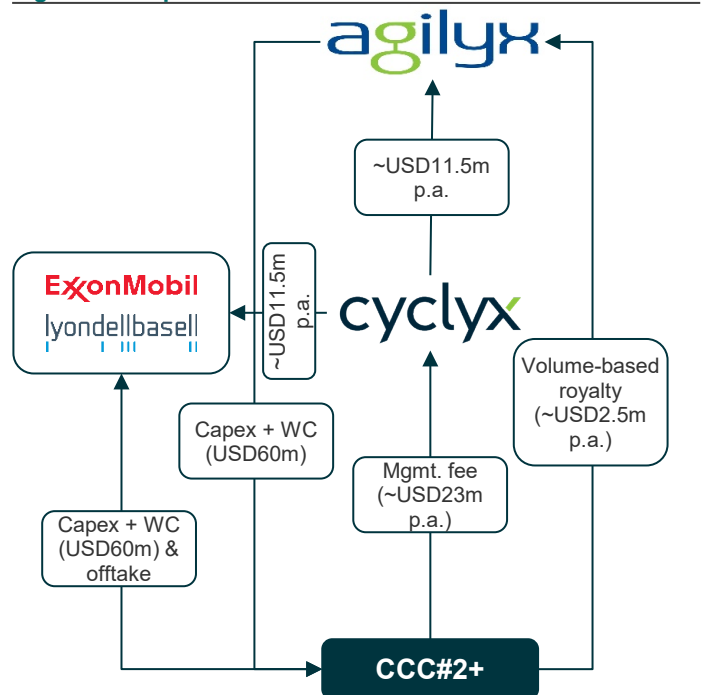 agilyx
~USD11.5m
p.a.
ExxonMobil
lyondellbasell
~USD11.5m
p.a.
cyclyx
Volume-based
royalty
(~USD2.5m
p.a.)
Capex + WC
(USD60m)
Mgmt. fee
(~USD23m
p.a.)
Capex + WC
(USD60m) &
offtake
CCC#2+